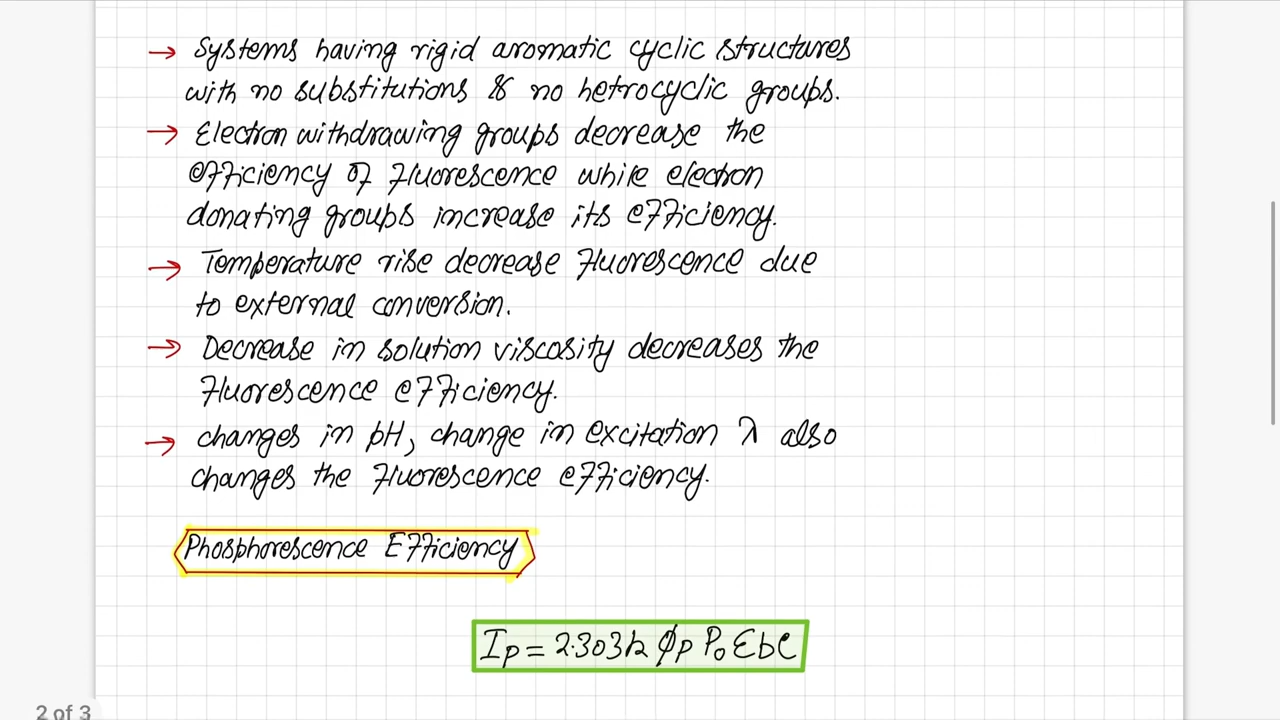 → Systems having rigid aromatic cyclic structures
with no substitutions & no hetrocyclic groups.
→ Electron withdrawing groups decrease the
efficiency of fluorescence while electron
donating groups increase its efficiency.
→ Temperature rise decrease fluorescence due
to external conversion.
→ Decrease in solution viscosity decreases the
fluorescence efficiency.
→ changes in pH, change in excitation λ also
changes the fluorescence efficiency.
Phosphorescence Efficiency
Ip = 2.303k ϕp P₀ Ɛbc
2 of 3